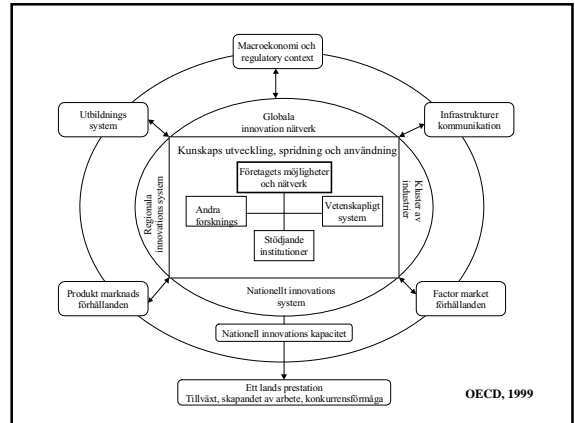 Macroekonomi och
regulatory context
Utbildnings
system
Infrastrukturer
kommunikation
Globala
innovation nätverk
Kunskaps utveckling, spridning och användning
Företagets möjligheter
och nätverk
Regionala
innovations system
Kluster av
industrier
Andra
forsknings
Vetenskapligt
system
Stödjande
institutioner
Nationellt innovations
system
Produkt marknads
förhållanden
Factor market
förhållanden
Nationell innovations kapacitet
Ett lands prestation
Tillväxt, skapandet av arbete, konkurrensförmåga
OECD, 1999